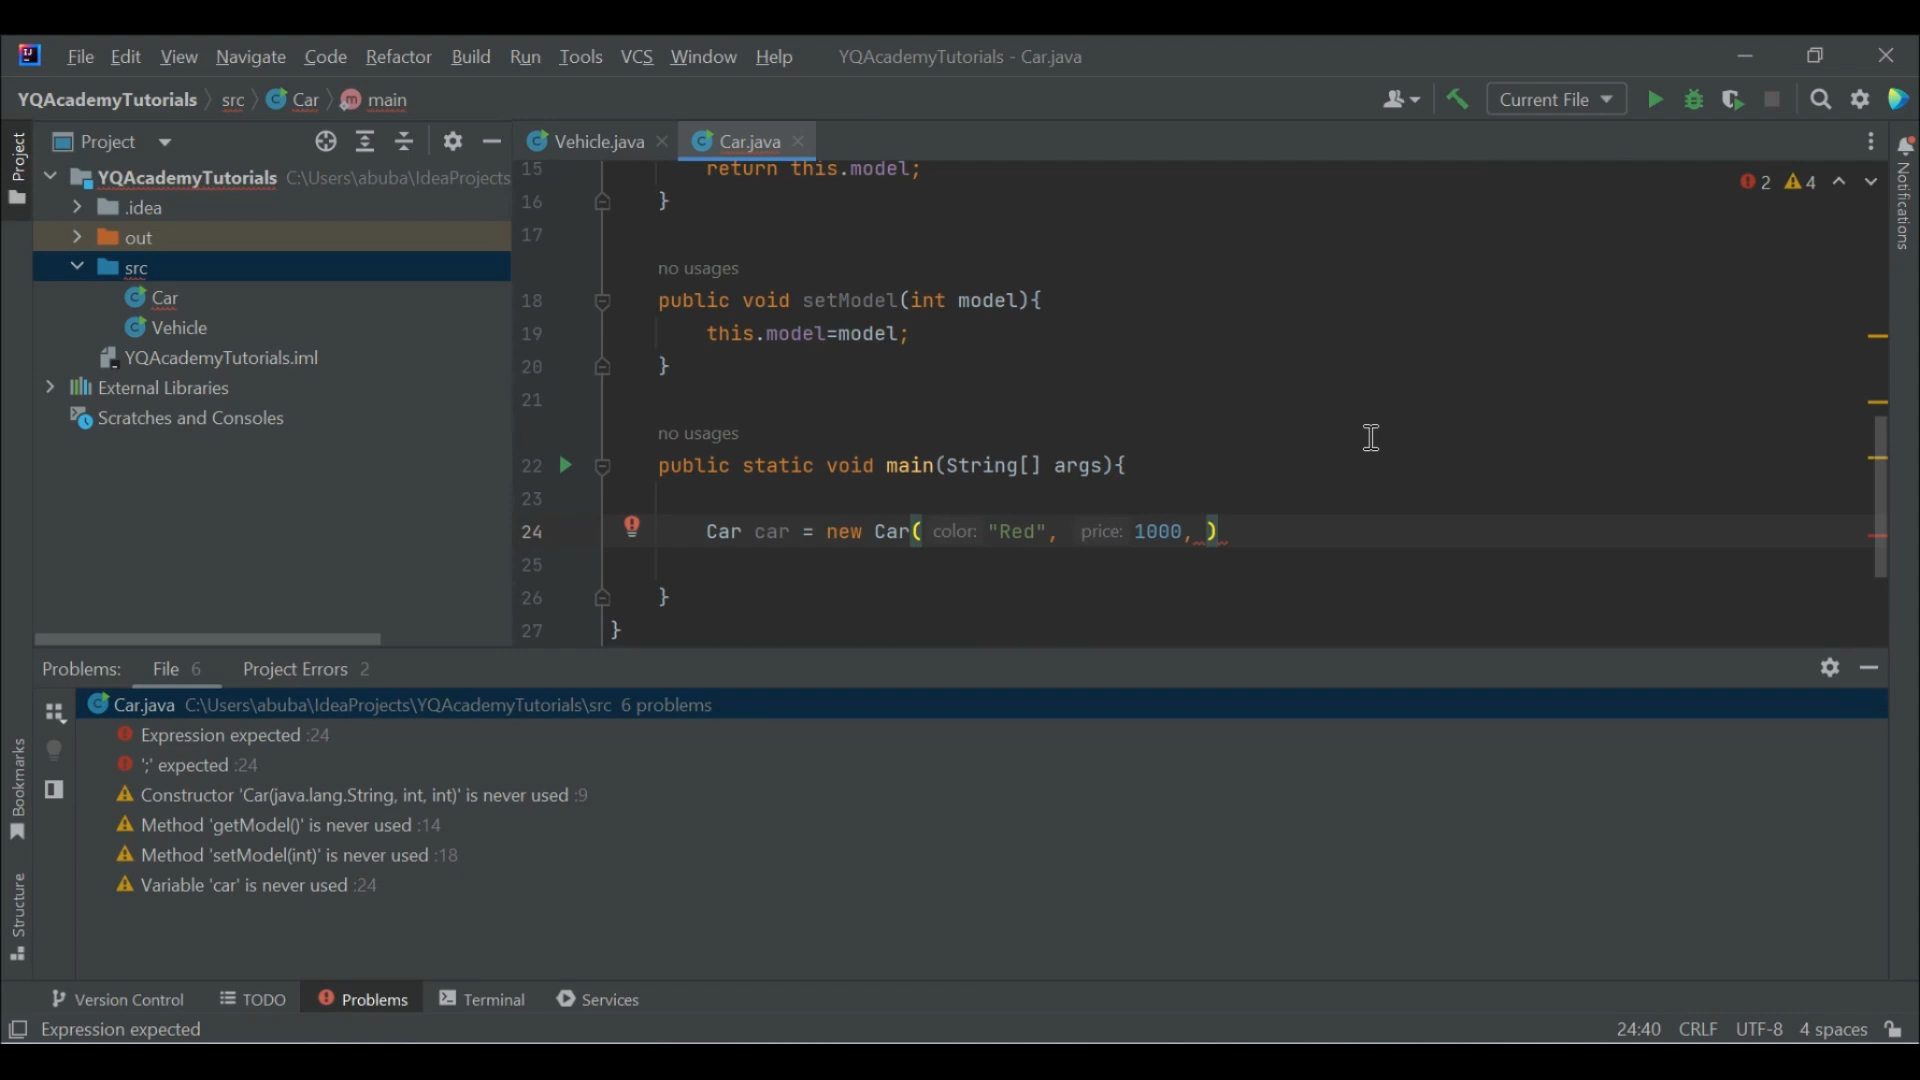 File Edit View Navigate Code Refactor Build Run Tools VCS Window Help YQAcademyTutorials - Car.java
YQAcademyTutorials src Car main Current File
Project Vehicle.java Car.java
Project
YQAcademyTutorials C:\Users\abuba\IdeaProjects
.idea
out
src
Car
Vehicle
YQAcademyTutorials.iml
External Libraries
Scratches and Consoles
2 4
Notifications
15 return this.model;
16 }
17
no usages
18 public void setModel(int model){
19 this.model=model;
20 }
21
no usages
22 public static void main(String[] args){
23
24 Car car = new Car( color: "Red", price: 1000, )
25
26 }
27 }
Problems: File 6 Project Errors 2
Car.java C:\Users\abuba\IdeaProjects\YQAcademyTutorials\src 6 problems
Expression expected :24
';' expected :24
Constructor 'Car(java.lang.String, int, int)' is never used :9
Method 'getModel()' is never used :14
Method 'setModel(int)' is never used :18
Variable 'car' is never used :24
Bookmarks
Structure
Version Control TODO Problems Terminal Services
Expression expected 24:40 CRLF UTF-8 4 spaces